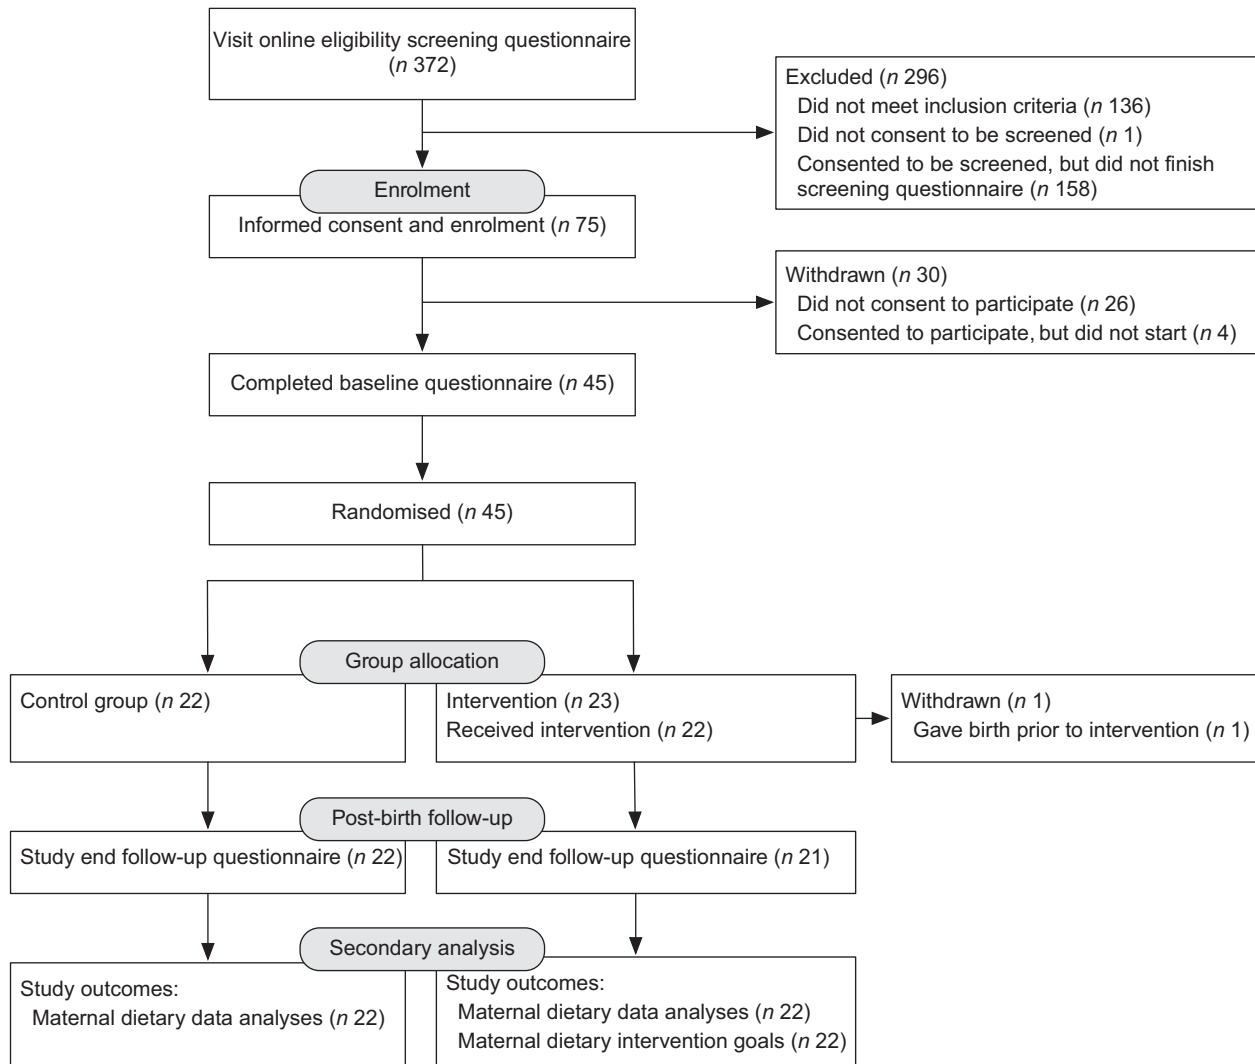 Visit online eligibility screening questionnaire
(n 372)
Excluded (n 296)
Did not meet inclusion criteria (n 136)
Did not consent to be screened (n 1)
Consented to be screened, but did not finish
screening questionnaire (n 158)
Enrolment
Informed consent and enrolment (n 75)
Withdrawn (n 30)
Did not consent to participate (n 26)
Consented to participate, but did not start (n 4)
Completed baseline questionnaire (n 45)
Randomised (n 45)
Group allocation
Control group (n 22)
Intervention (n 23)
Received intervention (n 22)
Withdrawn (n 1)
Gave birth prior to intervention (n 1)
Post-birth follow-up
Study end follow-up questionnaire (n 22)
Study end follow-up questionnaire (n 21)
Secondary analysis
Study outcomes:
Maternal dietary data analyses (n 22)
Study outcomes:
Maternal dietary data analyses (n 22)
Maternal dietary intervention goals (n 22)